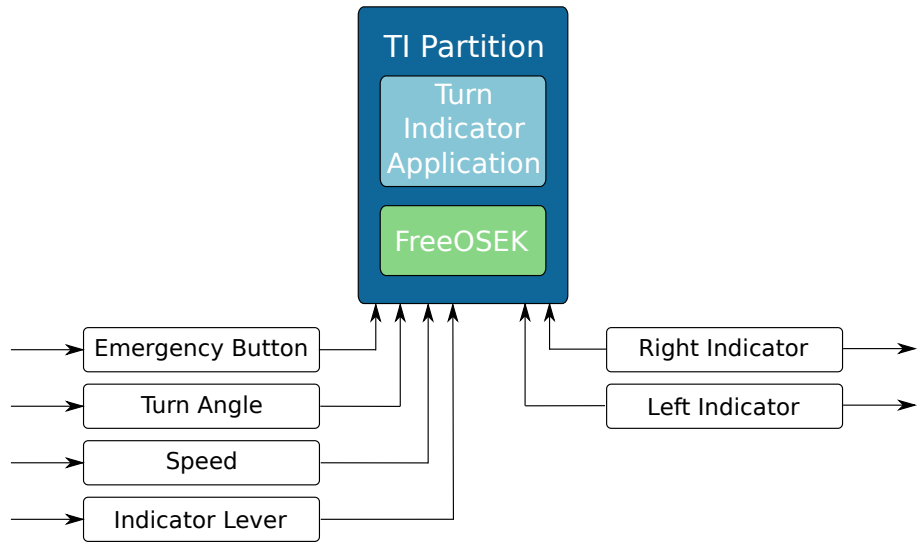 TI Partition
Turn
Indicator
Application
FreeOSEK
Emergency Button
Turn Angle
Speed
Indicator Lever
Right Indicator
Left Indicator